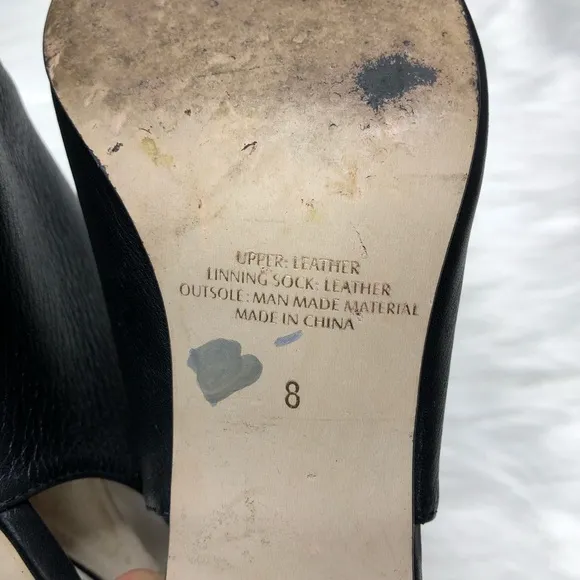 UPPER: LEATHER
LINNING SOCK: LEATHER
OUTSOLE: MAN MADE MATERIAL
MADE IN CHINA
8